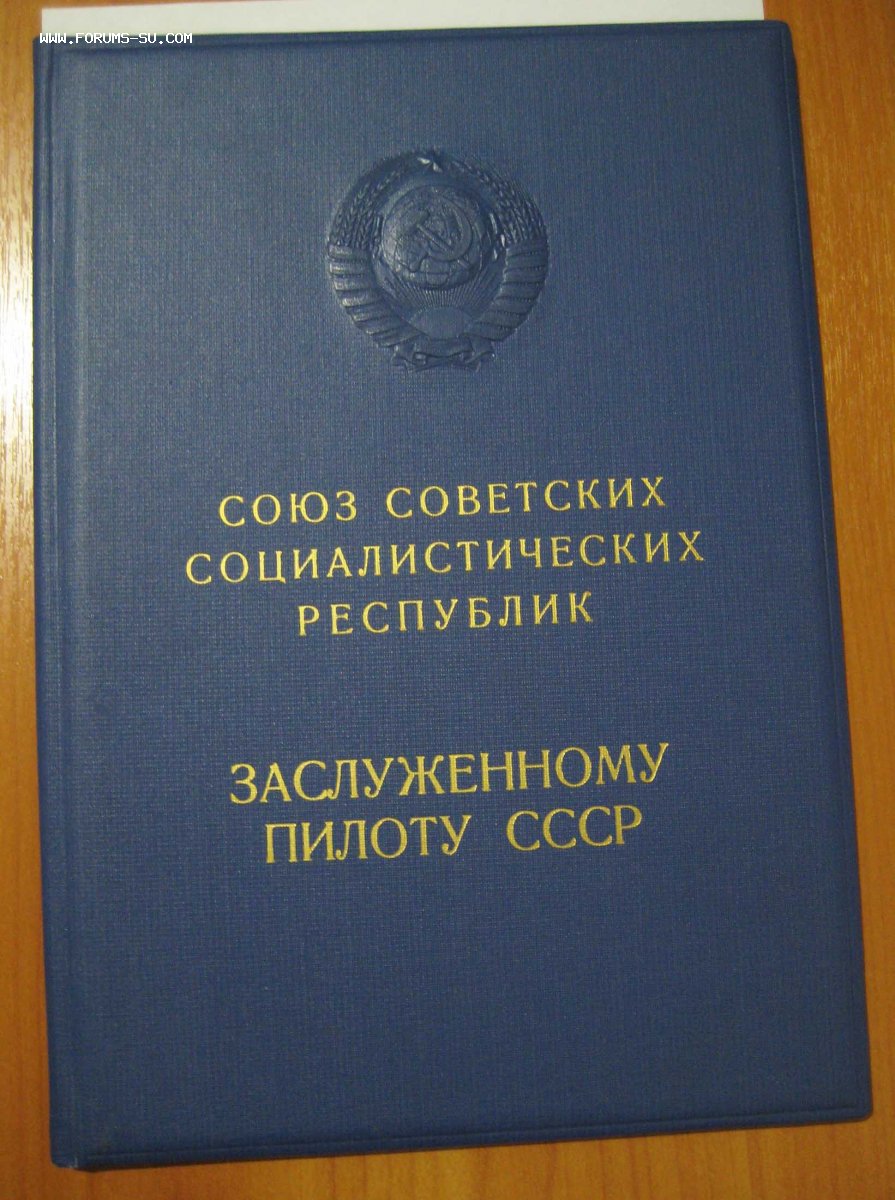 WWW.FORUMS-SU.COM
СОЮЗ СОВЕТСКИХ
СОЦИАЛИСТИЧЕСКИХ
РЕСПУБЛИК
ЗАСЛУЖЕННОМУ
ПИЛОТУ СССР